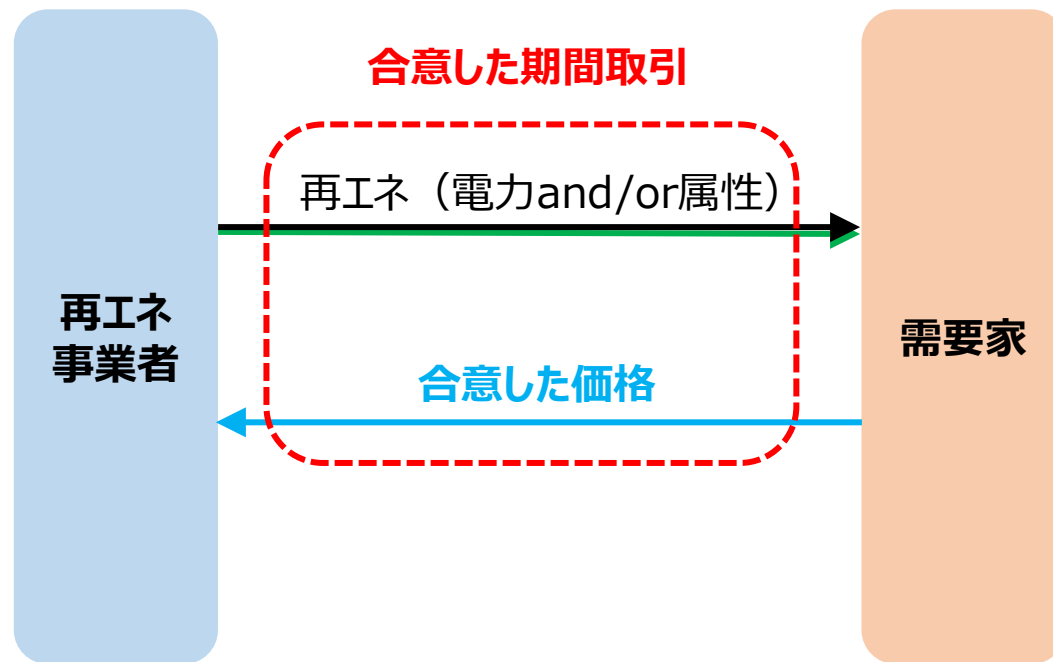 合意した期間取引
再エネ（電力and/or属性）
再エネ
事業者
需要家
合意した価格